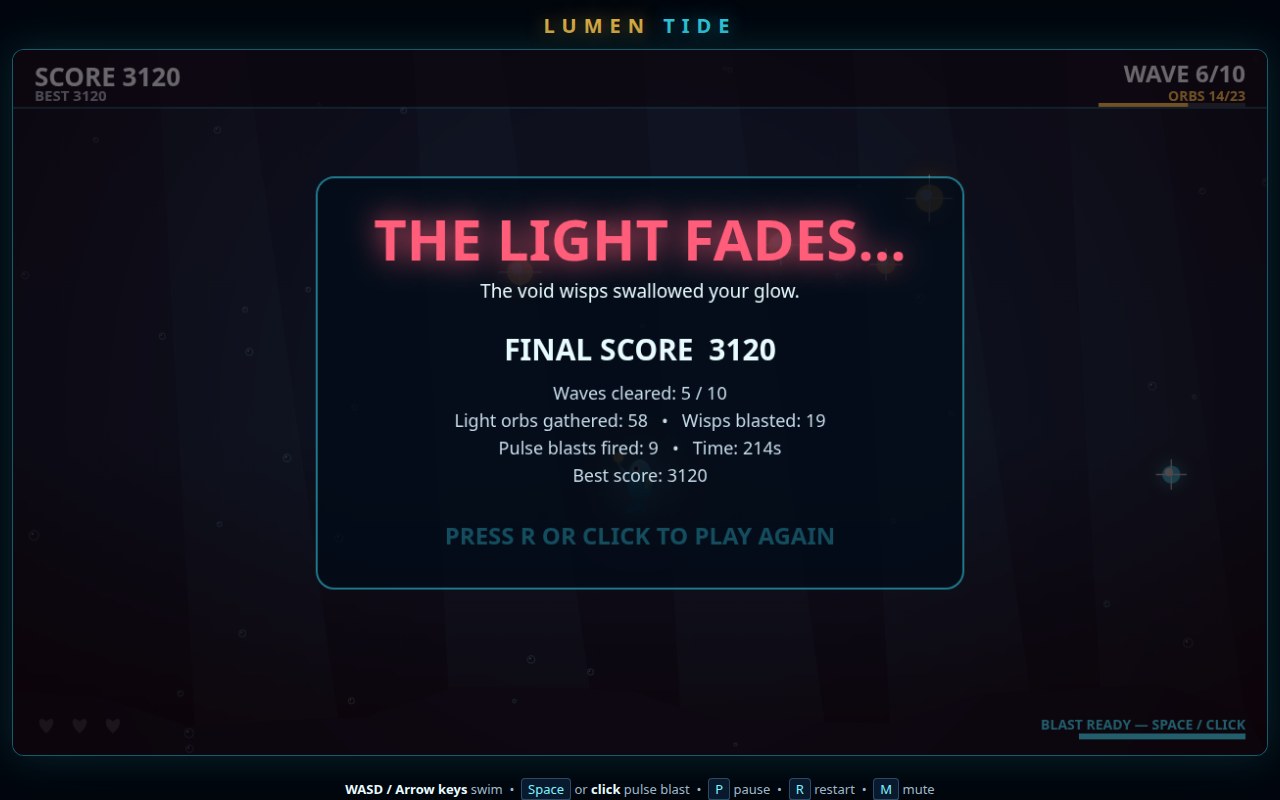 LUMEN TIDE
SCORE 3120
BEST 3120
WAVE 6/10
ORBS 14/23
THE LIGHT FADES...
The void wisps swallowed your glow.
FINAL SCORE 3120
Waves cleared: 5 / 10
Light orbs gathered: 58 • Wisps blasted: 19
Pulse blasts fired: 9 • Time: 214s
Best score: 3120
PRESS R OR CLICK TO PLAY AGAIN
BLAST READY — SPACE / CLICK
WASD / Arrow keys swim • Space or click pulse blast • P pause • R restart • M mute